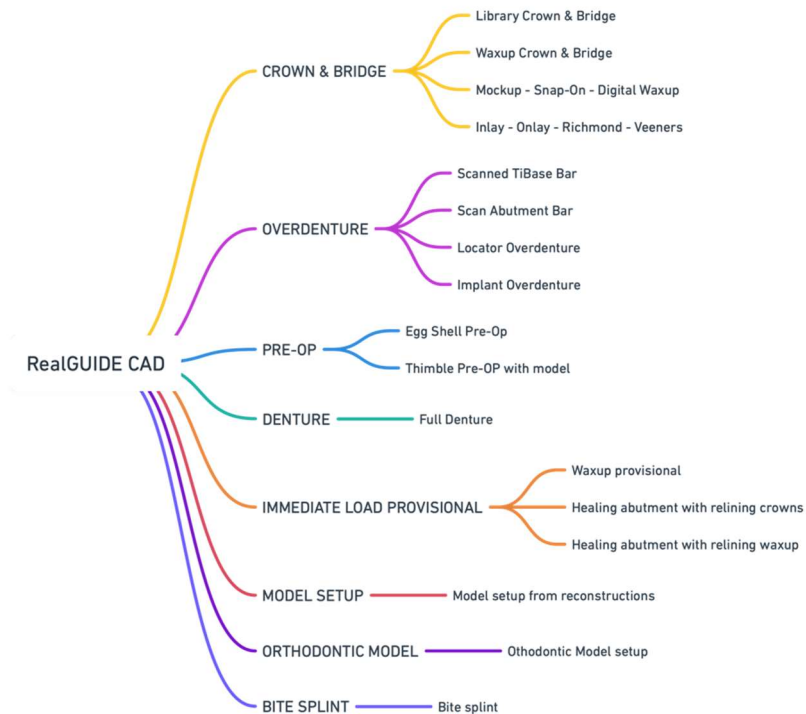 RealGUIDE CAD
CROWN & BRIDGE
Library Crown & Bridge
Waxup Crown & Bridge
Mockup - Snap-On - Digital Waxup
Inlay - Onlay - Richmond - Veeners
OVERDENTURE
Scanned TiBase Bar
Scan Abutment Bar
Locator Overdenture
Implant Overdenture
PRE-OP
Egg Shell Pre-Op
Thimble Pre-OP with model
DENTURE
Full Denture
IMMEDIATE LOAD PROVISIONAL
Waxup provisional
Healing abutment with relining crowns
Healing abutment with relining waxup
MODEL SETUP
Model setup from reconstructions
ORTHODONTIC MODEL
Othodontic Model setup
BITE SPLINT
Bite splint